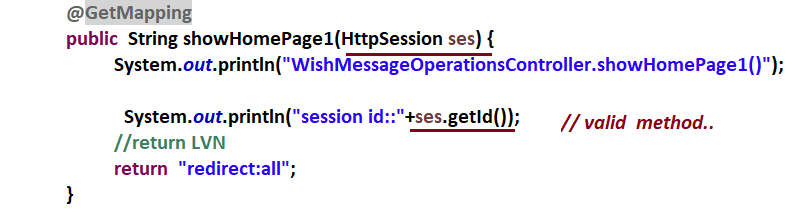 @GetMapping
public String showHomePage1(HttpSession ses) {
System.out.println("WishMessageOperationsController.showHomePage1()");
System.out.println("session id::"+ses.getId()); // valid method..
//return LVN
return "redirect:all";
}